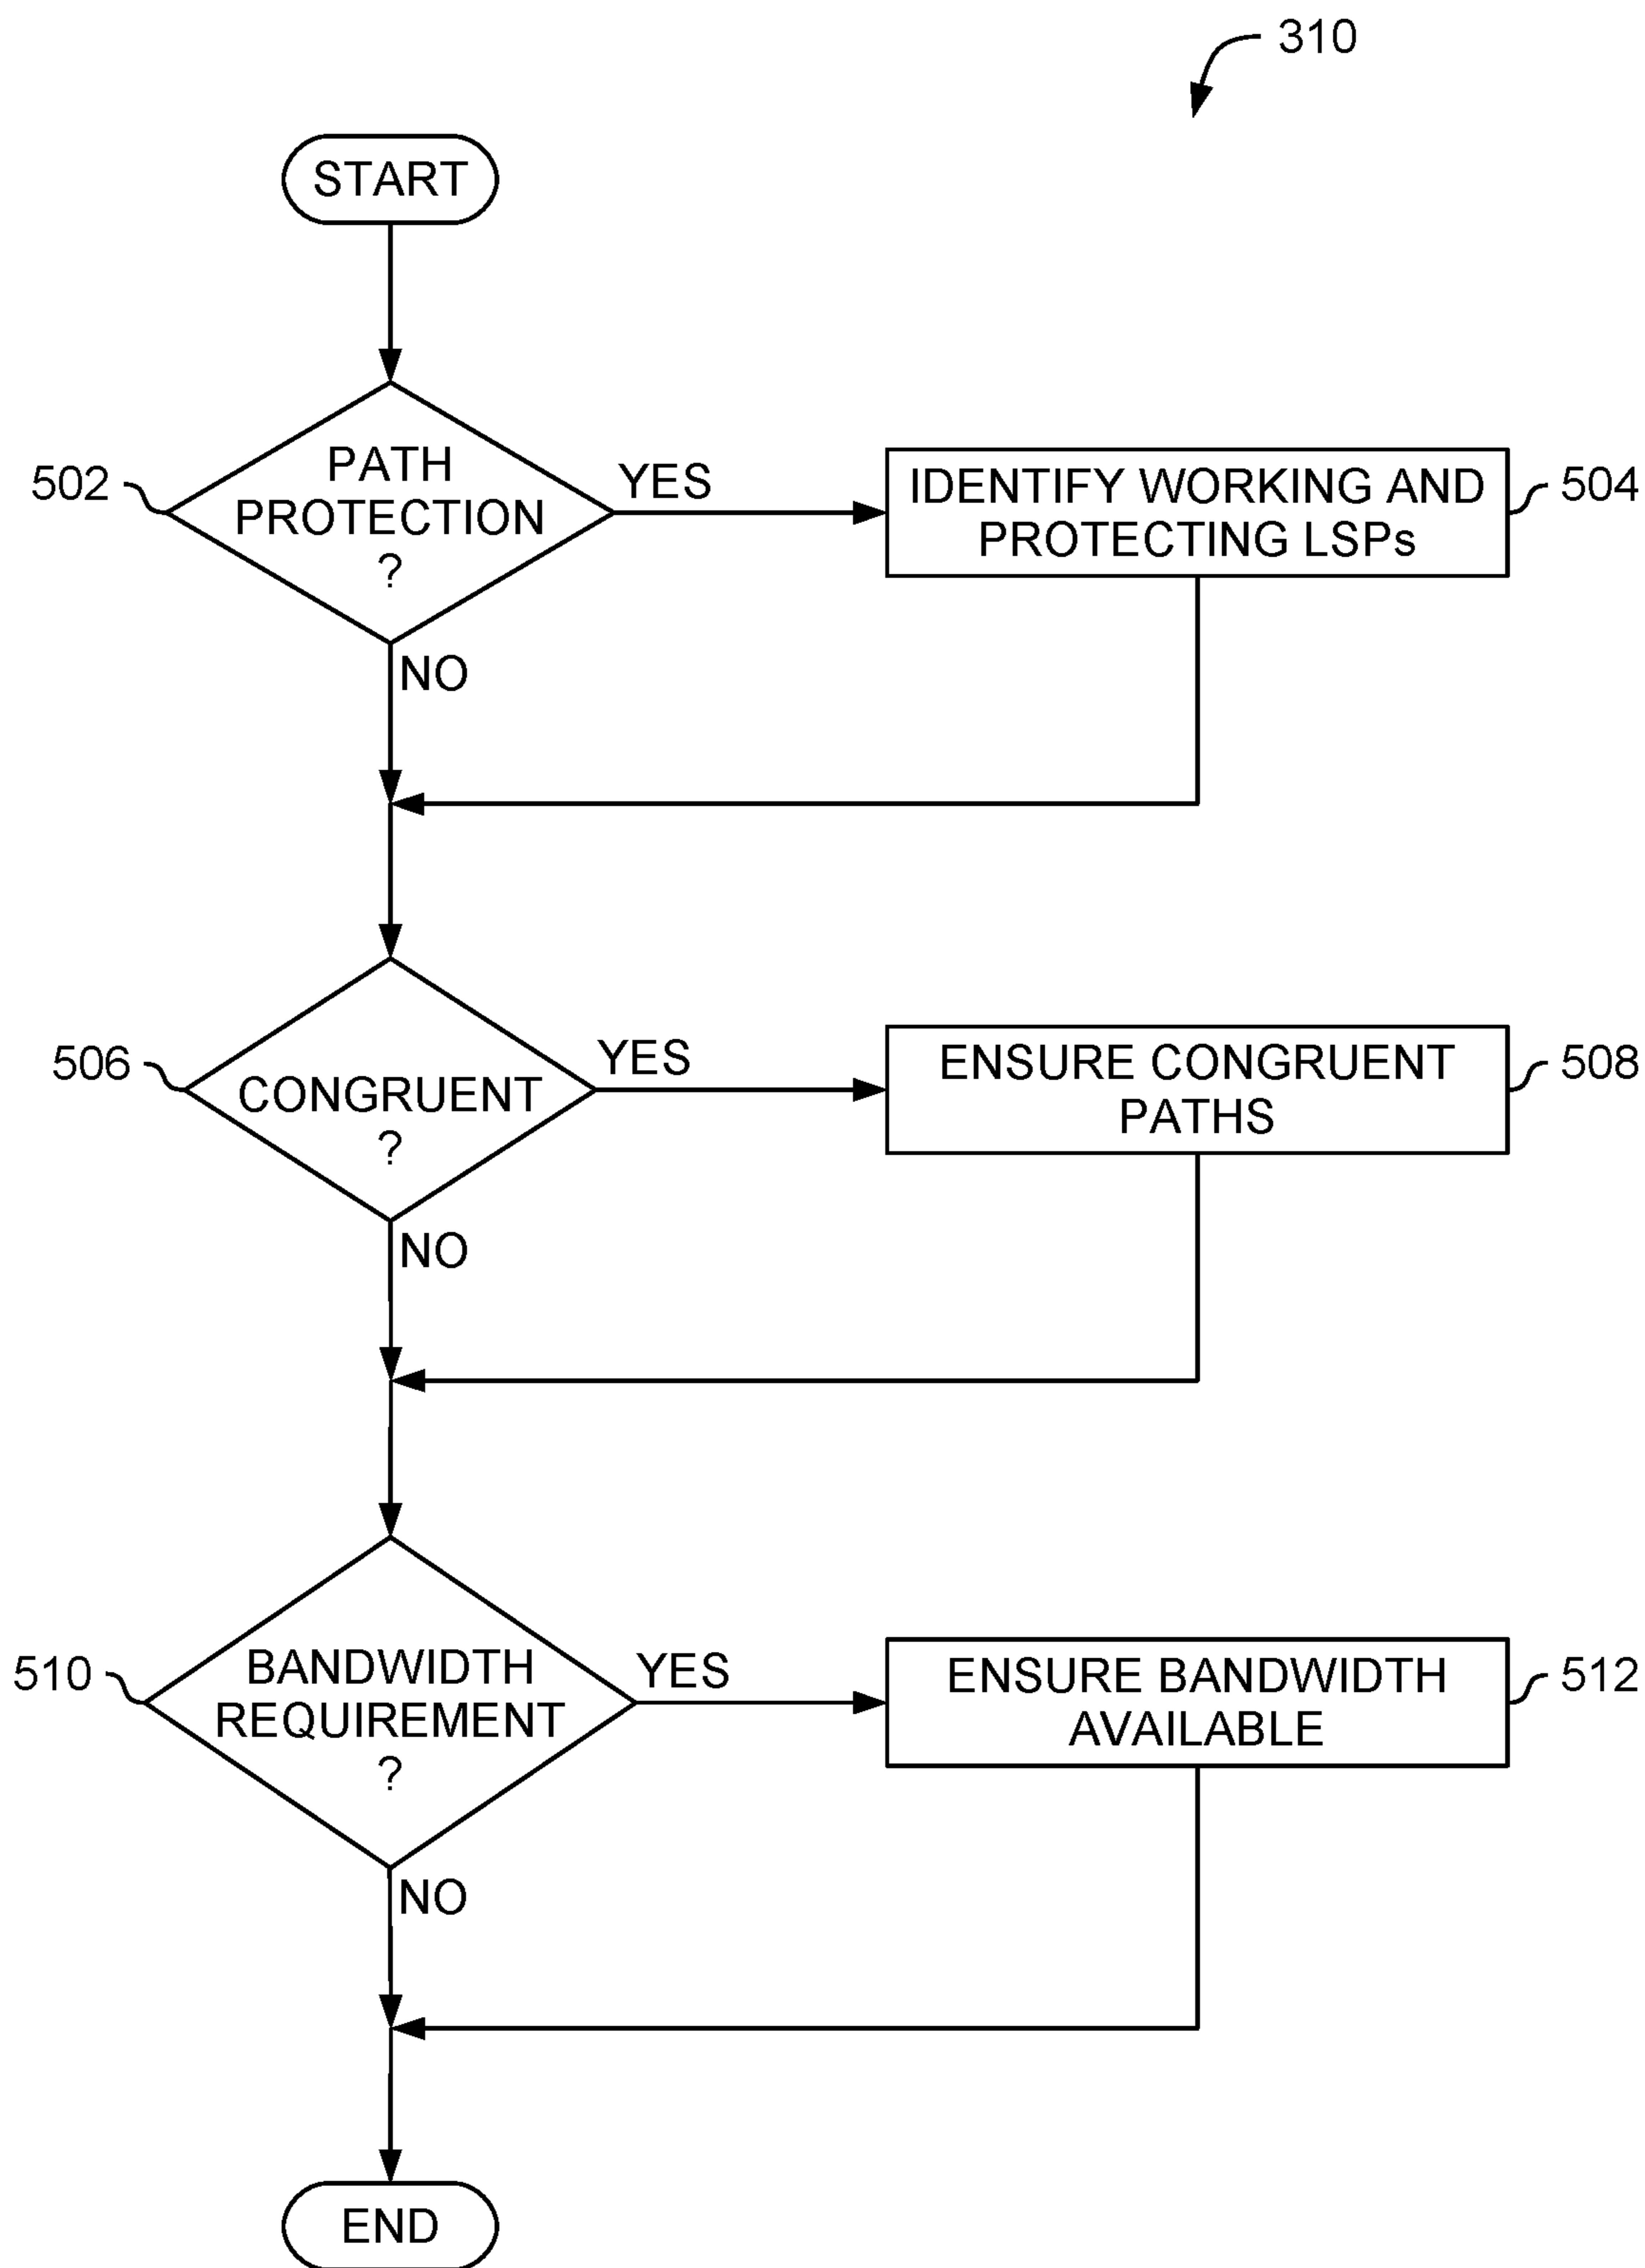 310
START
PATH
PROTECTION
?
502
YES
IDENTIFY WORKING AND
PROTECTING LSPs
504
NO
CONGRUENT
?
506
YES
ENSURE CONGRUENT
PATHS
508
NO
BANDWIDTH
REQUIREMENT
?
510
YES
ENSURE BANDWIDTH
AVAILABLE
512
NO
END